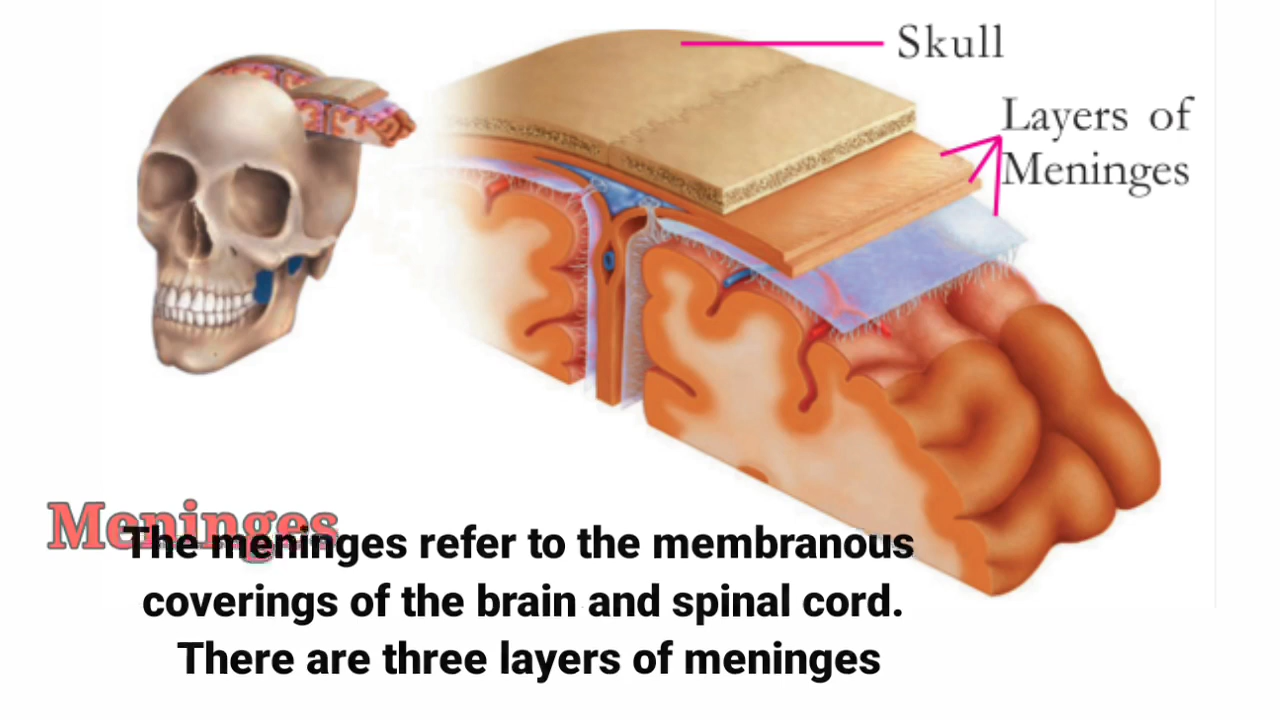 Skull
Layers of
Meninges
Meninges
The meninges refer to the membranous
coverings of the brain and spinal cord.
There are three layers of meninges